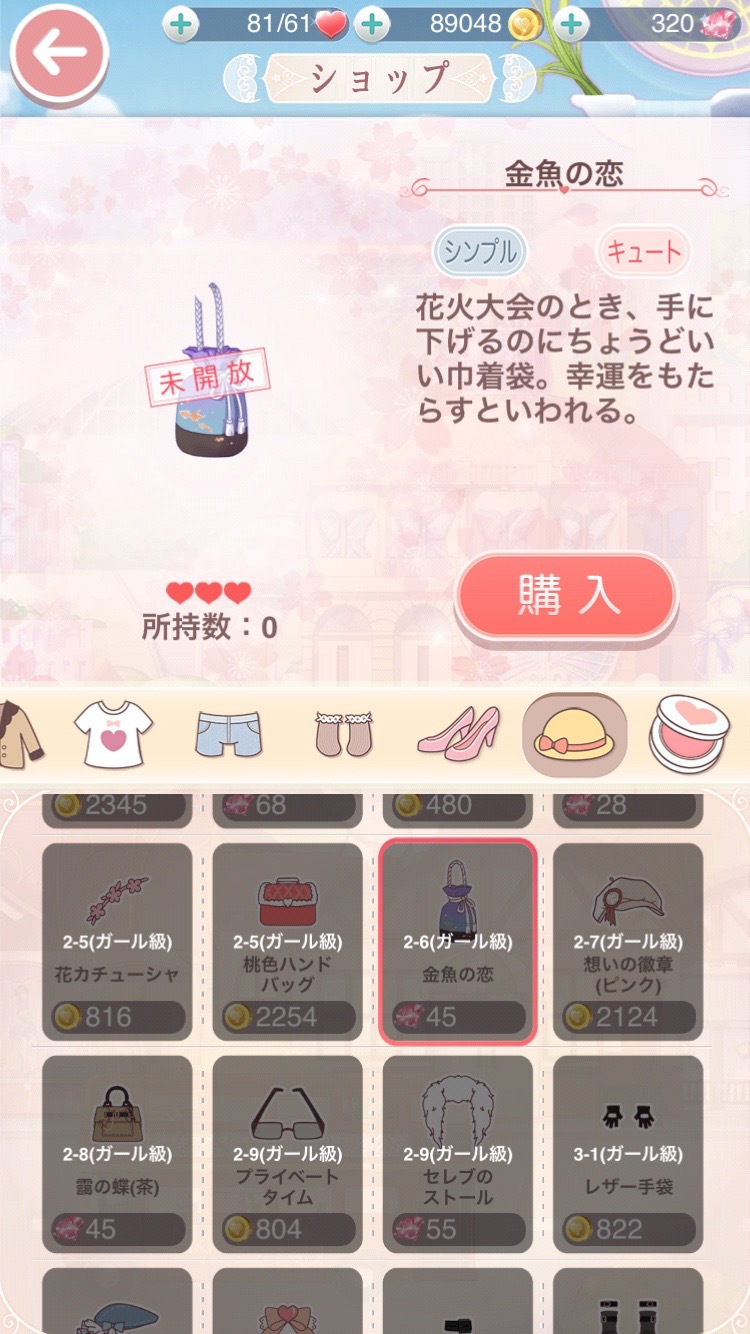 81/61
89048
320
ショップ
金魚の恋
シンプル
キュート
花火大会のとき、手に
下げるのにちょうどい
い巾着袋。幸運をもた
らすといわれる。
未開放
所持数：0
購入
2345
68
480
28
2-5(ガール級)
花カチューシャ
816
2-5(ガール級)
桃色ハンド
バッグ
2254
2-6(ガール級)
金魚の恋
45
2-7(ガール級)
想いの徽章
(ピンク)
2124
2-8(ガール級)
靄の蝶(茶)
45
2-9(ガール級)
プライベート
タイム
804
2-9(ガール級)
セレブの
ストール
55
3-1(ガール級)
レザー手袋
822